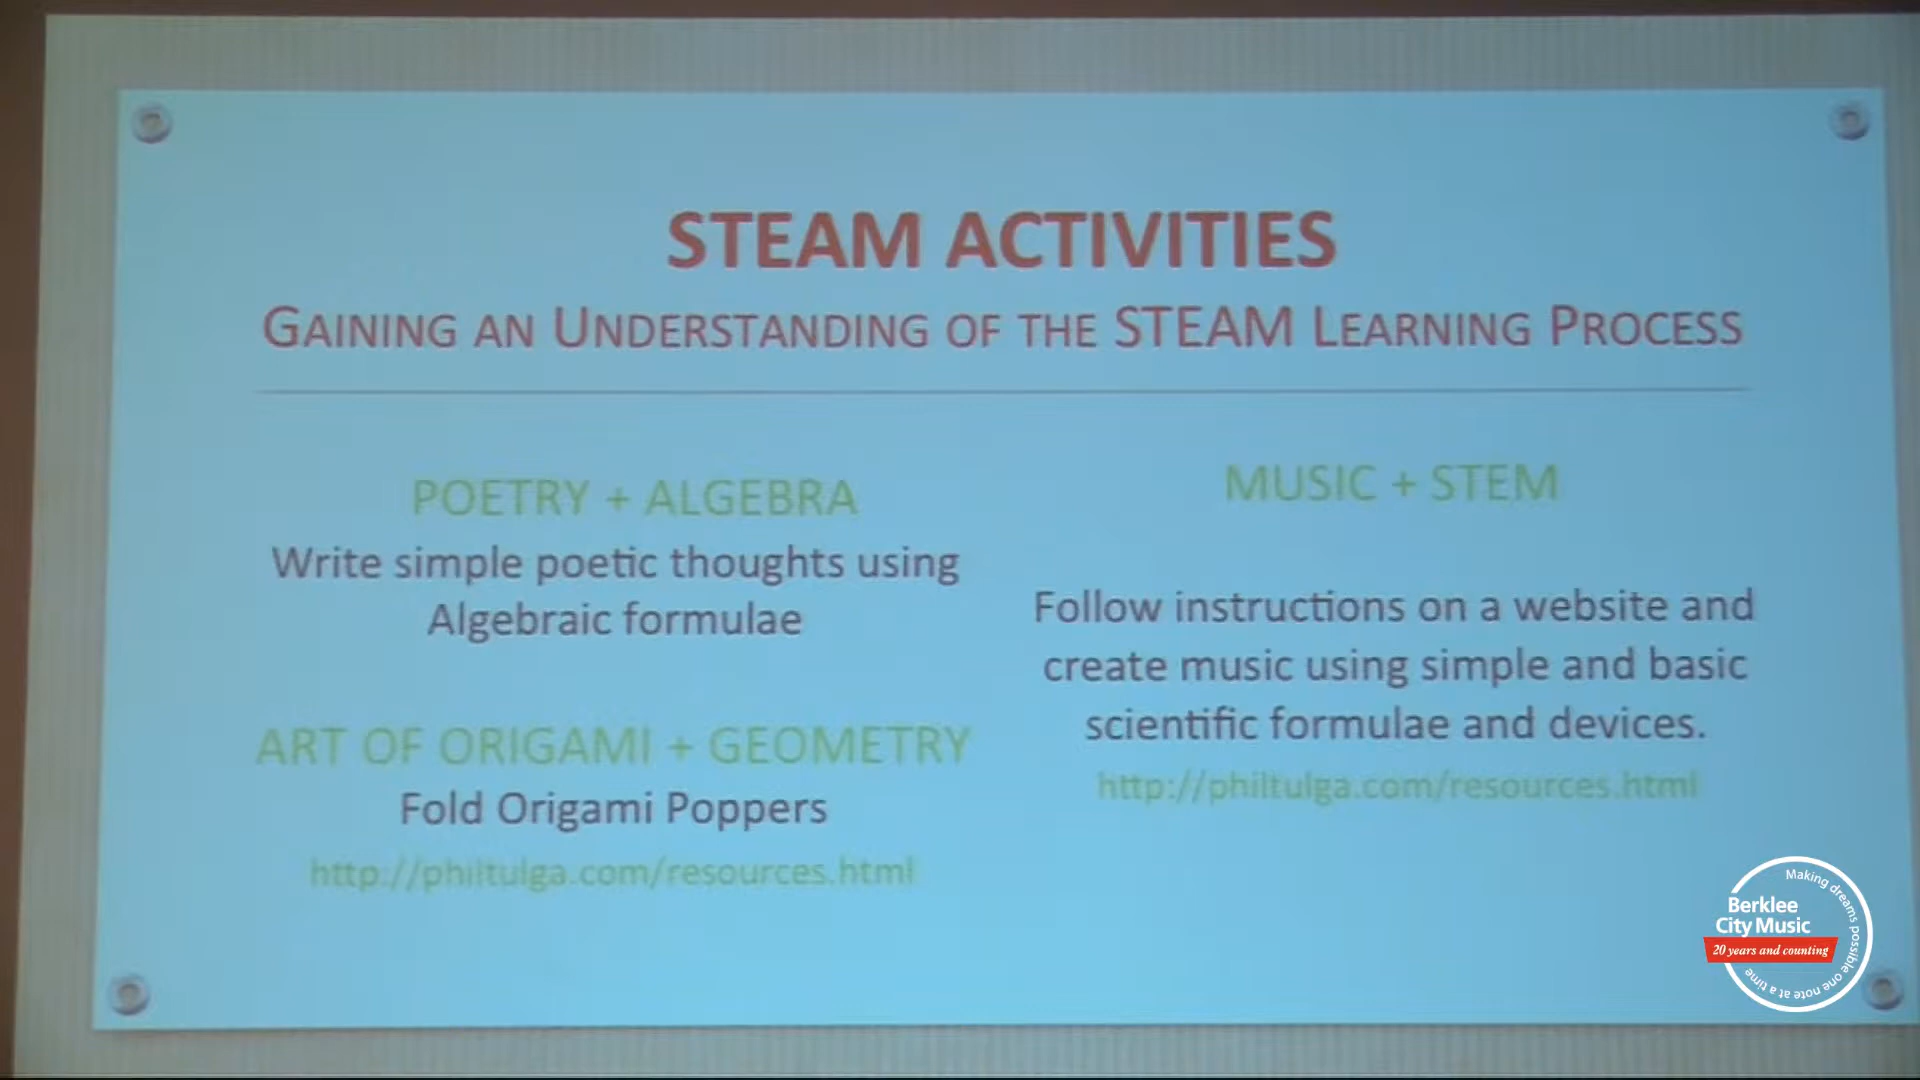 STEAM ACTIVITIES
GAINING AN UNDERSTANDING OF THE STEAM LEARNING PROCESS
POETRY + ALGEBRA
Write simple poetic thoughts using
Algebraic formulae
ART OF ORIGAMI + GEOMETRY
Fold Origami Poppers
http://philtulga.com/resources.html
MUSIC + STEM
Follow instructions on a website and
create music using simple and basic
scientific formulae and devices.
http://philtulga.com/resources.html
Berklee
City Music
20 years and counting
Making dreams possible one note at a time